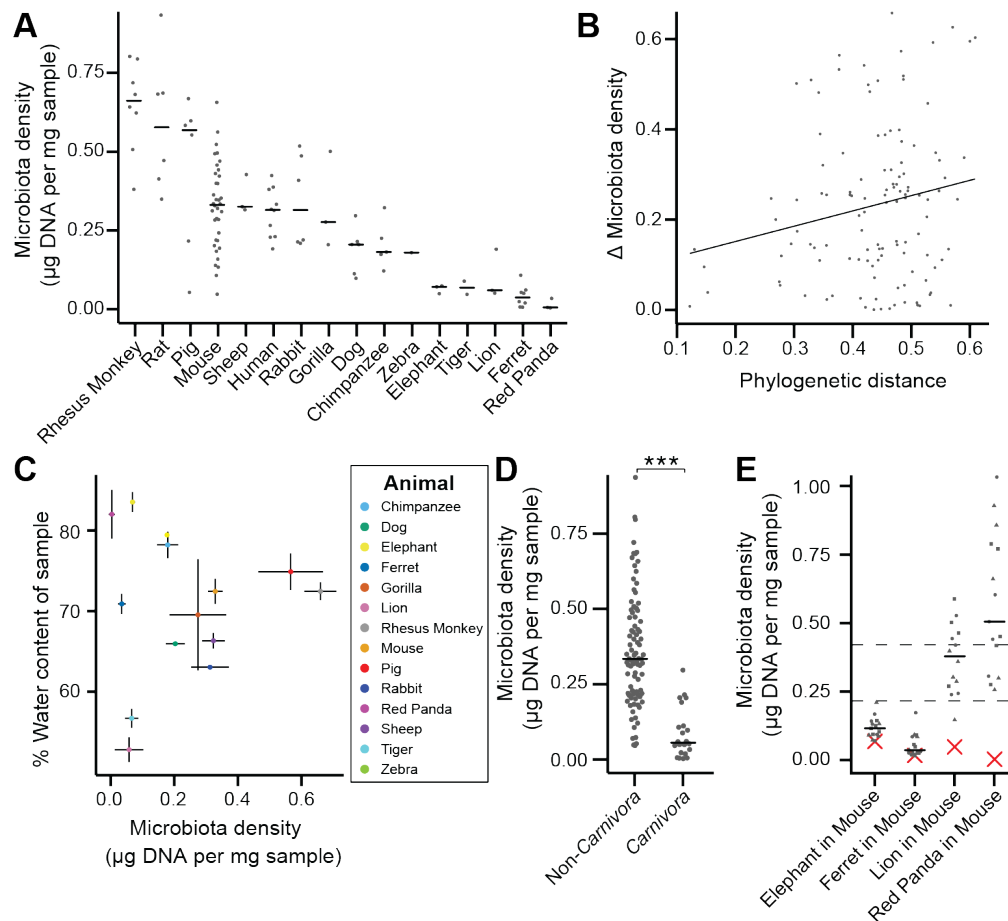 A
Microbiota density
(µg DNA per mg sample)
0.75
0.50
0.25
0.00
Rhesus Monkey
Rat
Pig
Mouse
Sheep
Human
Rabbit
Gorilla
Dog
Chimpanzee
Zebra
Elephant
Tiger
Lion
Ferret
Red Panda
B
Δ Microbiota density
0.6
0.4
0.2
0.0
0.1
0.2
0.3
0.4
0.5
0.6
Phylogenetic distance
C
% Water content of sample
80
70
60
0.0
0.2
0.4
0.6
Microbiota density
(µg DNA per mg sample)
Animal
Chimpanzee
Dog
Elephant
Ferret
Gorilla
Lion
Rhesus Monkey
Mouse
Pig
Rabbit
Red Panda
Sheep
Tiger
Zebra
D
Microbiota density
(µg DNA per mg sample)
***
0.75
0.50
0.25
0.00
Non-Carnivora
Carnivora
E
Microbiota density
(µg DNA per mg sample)
1.00
0.75
0.50
0.25
0.00
Elephant in Mouse
Ferret in Mouse
Lion in Mouse
Red Panda in Mouse